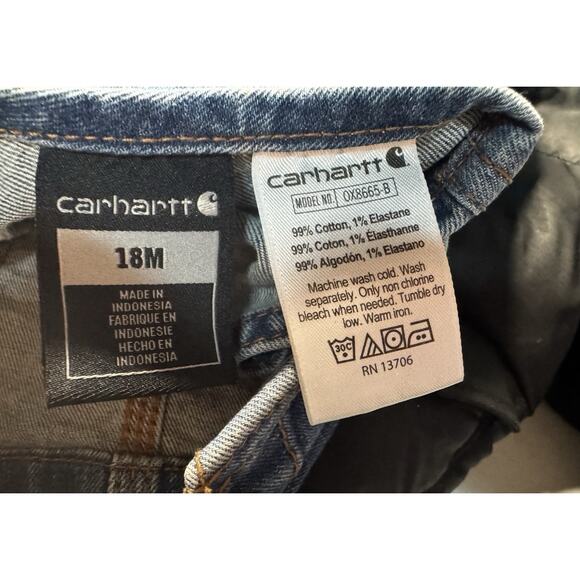 carhartt
18M
MADE IN
INDONESIA
FABRIQUE EN
INDONESIE
HECHO EN
INDONESIA
carhartt
MODEL NO. OX8665-B
99% Cotton, 1% Elastane
99% Coton, 1% Élasthanne
99% Algodón, 1% Elastano
Machine wash cold. Wash
separately. Only non chlorine
bleach when needed. Tumble dry
low. Warm iron.
30C
RN 13706